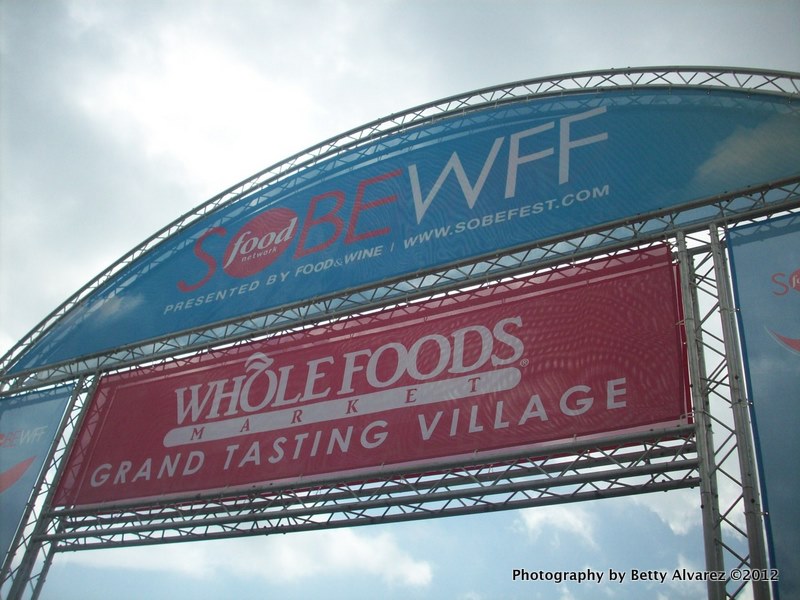 SOBEWFF
food
network
PRESENTED BY FOOD&WINE | WWW.SOBEFEST.COM
WHOLE FOODS®
MARKET
GRAND TASTING VILLAGE
SOBEWFF
Photography by Betty Alvarez ©2012